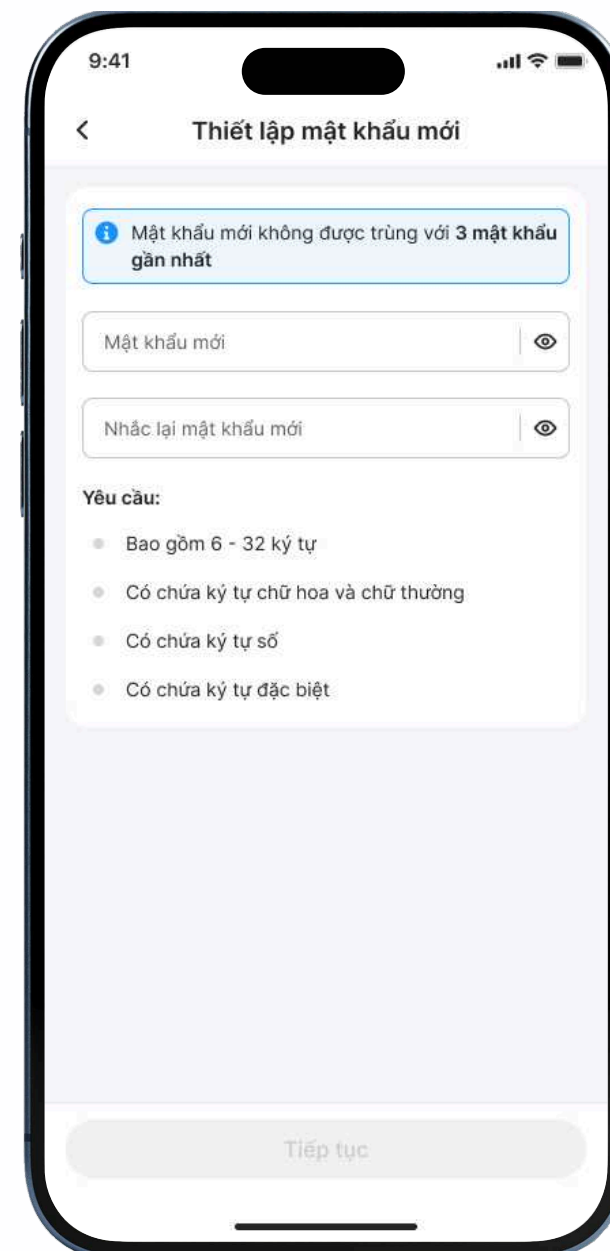 9:41
Thiết lập mật khẩu mới
Mật khẩu mới không được trùng với 3 mật khẩu
gần nhất
Mật khẩu mới
Nhắc lại mật khẩu mới
Yêu cầu:
Bao gồm 6 - 32 ký tự
Có chứa ký tự chữ hoa và chữ thường
Có chứa ký tự số
Có chứa ký tự đặc biệt
Tiếp tục